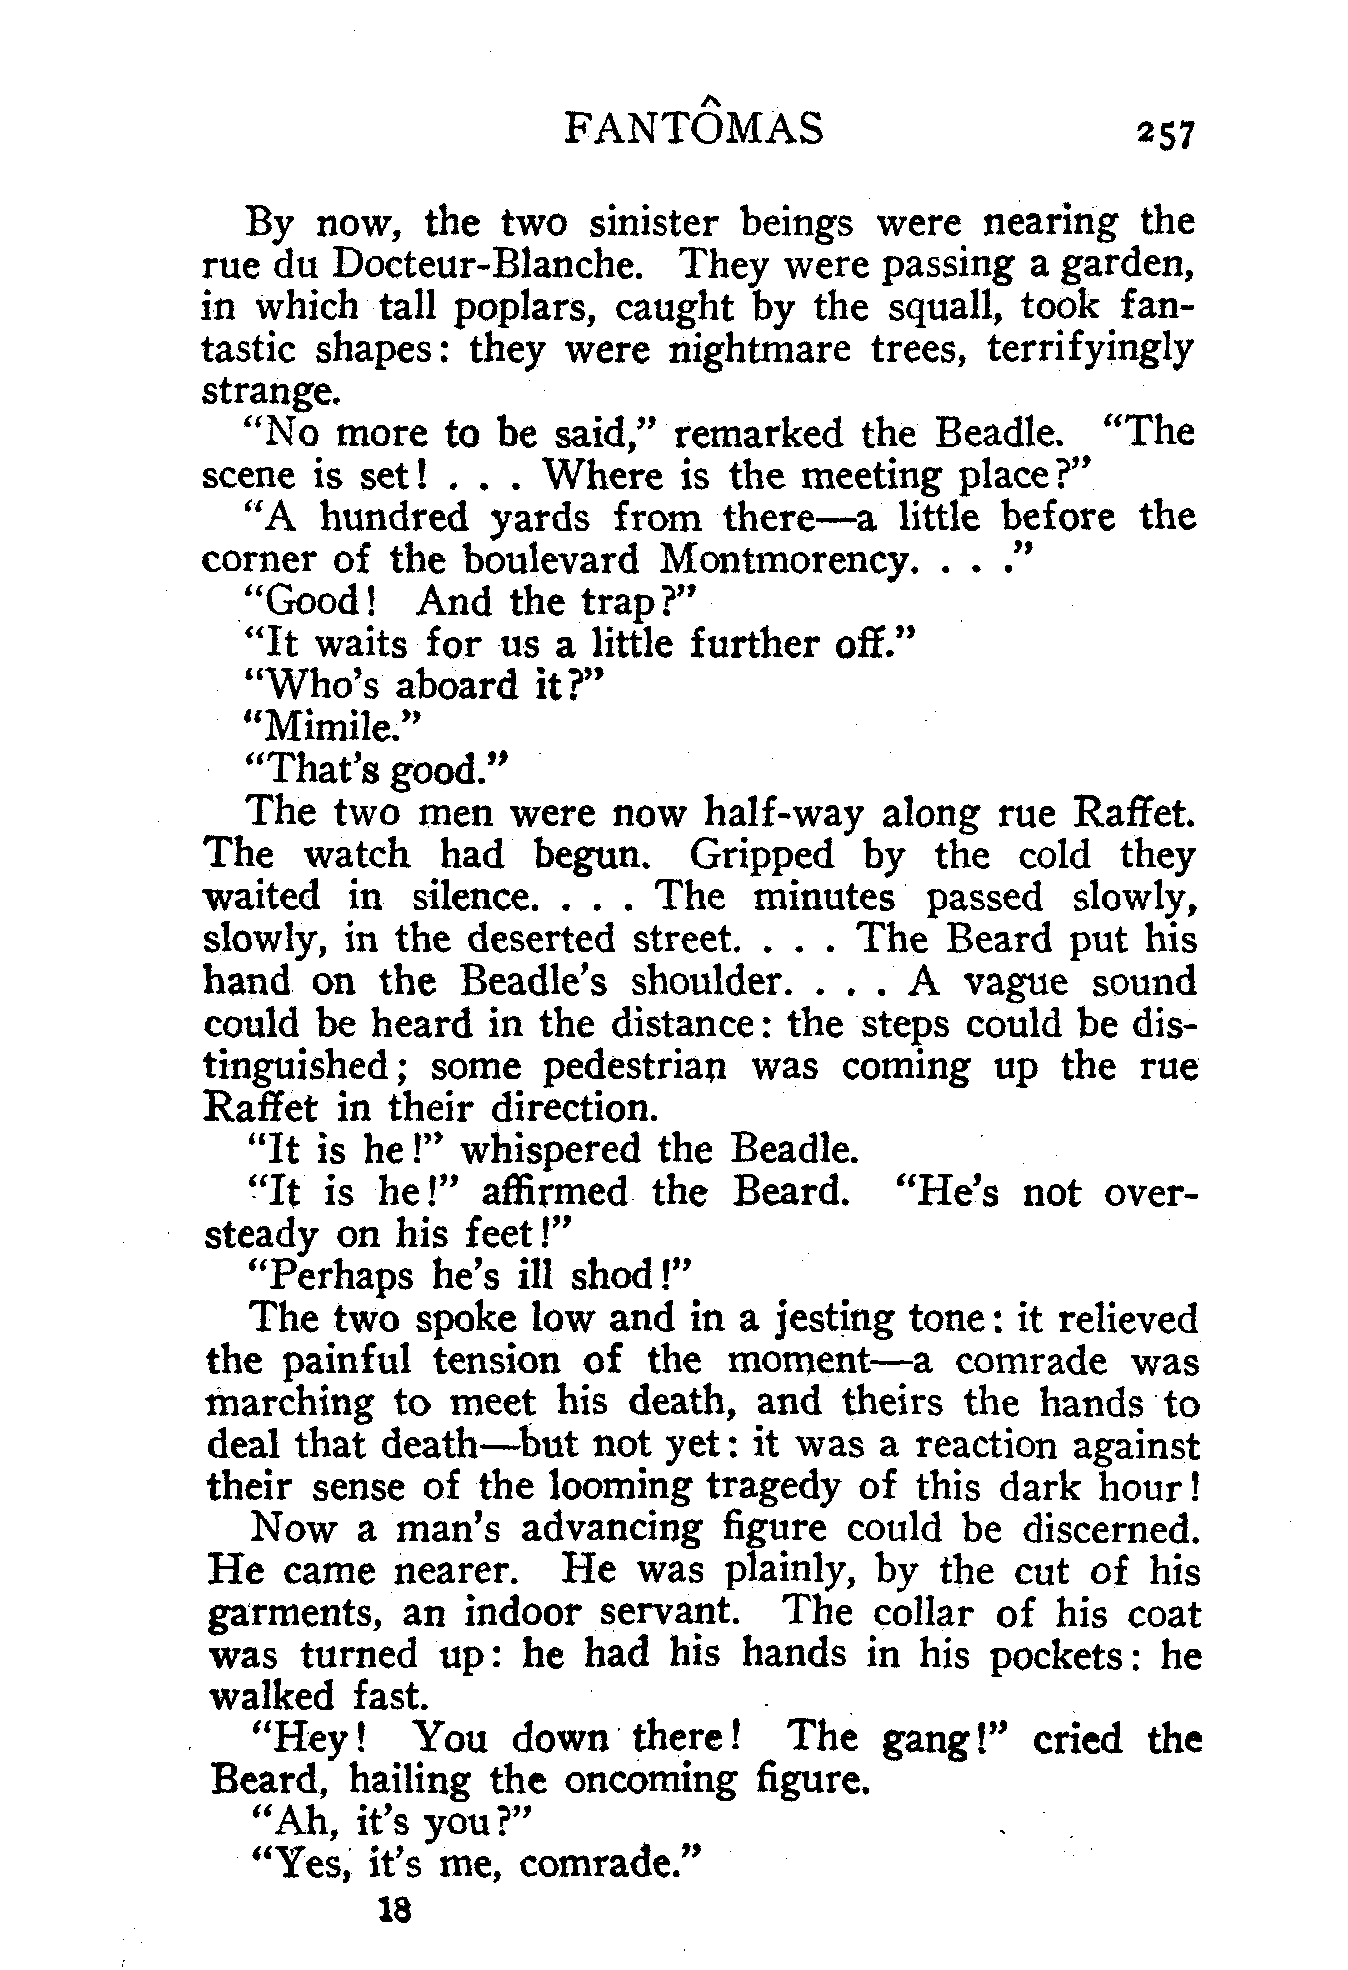 FANTÔMAS 257
By now, the two sinister beings were nearing the
rue du Docteur-Blanche. They were passing a garden,
in which tall poplars, caught by the squall, took fan-
tastic shapes: they were nightmare trees, terrifyingly
strange.
“No more to be said,” remarked the Beadle. “The
scene is set! . . . Where is the meeting place?”
“A hundred yards from there—a little before the
corner of the boulevard Montmorency. . . .”
“Good! And the trap?”
“It waits for us a little further off.”
“Who's aboard it?”
“Mimile.”
“That's good.”
The two men were now half-way along rue Raffet.
The watch had begun. Gripped by the cold they
waited in silence. . . . The minutes passed slowly,
slowly, in the deserted street. . . . The Beard put his
hand on the Beadle's shoulder. . . . A vague sound
could be heard in the distance: the steps could be dis-
tinguished; some pedestrian was coming up the rue
Raffet in their direction.
“It is he!” whispered the Beadle.
“It is he!” affirmed the Beard. “He's not over-
steady on his feet!”
“Perhaps he's ill shod!”
The two spoke low and in a jesting tone: it relieved
the painful tension of the moment—a comrade was
marching to meet his death, and theirs the hands to
deal that death—but not yet: it was a reaction against
their sense of the looming tragedy of this dark hour!
Now a man's advancing figure could be discerned.
He came nearer. He was plainly, by the cut of his
garments, an indoor servant. The collar of his coat
was turned up: he had his hands in his pockets: he
walked fast.
“Hey! You down there! The gang!” cried the
Beard, hailing the oncoming figure.
“Ah, it's you?”
“Yes, it's me, comrade.”
18